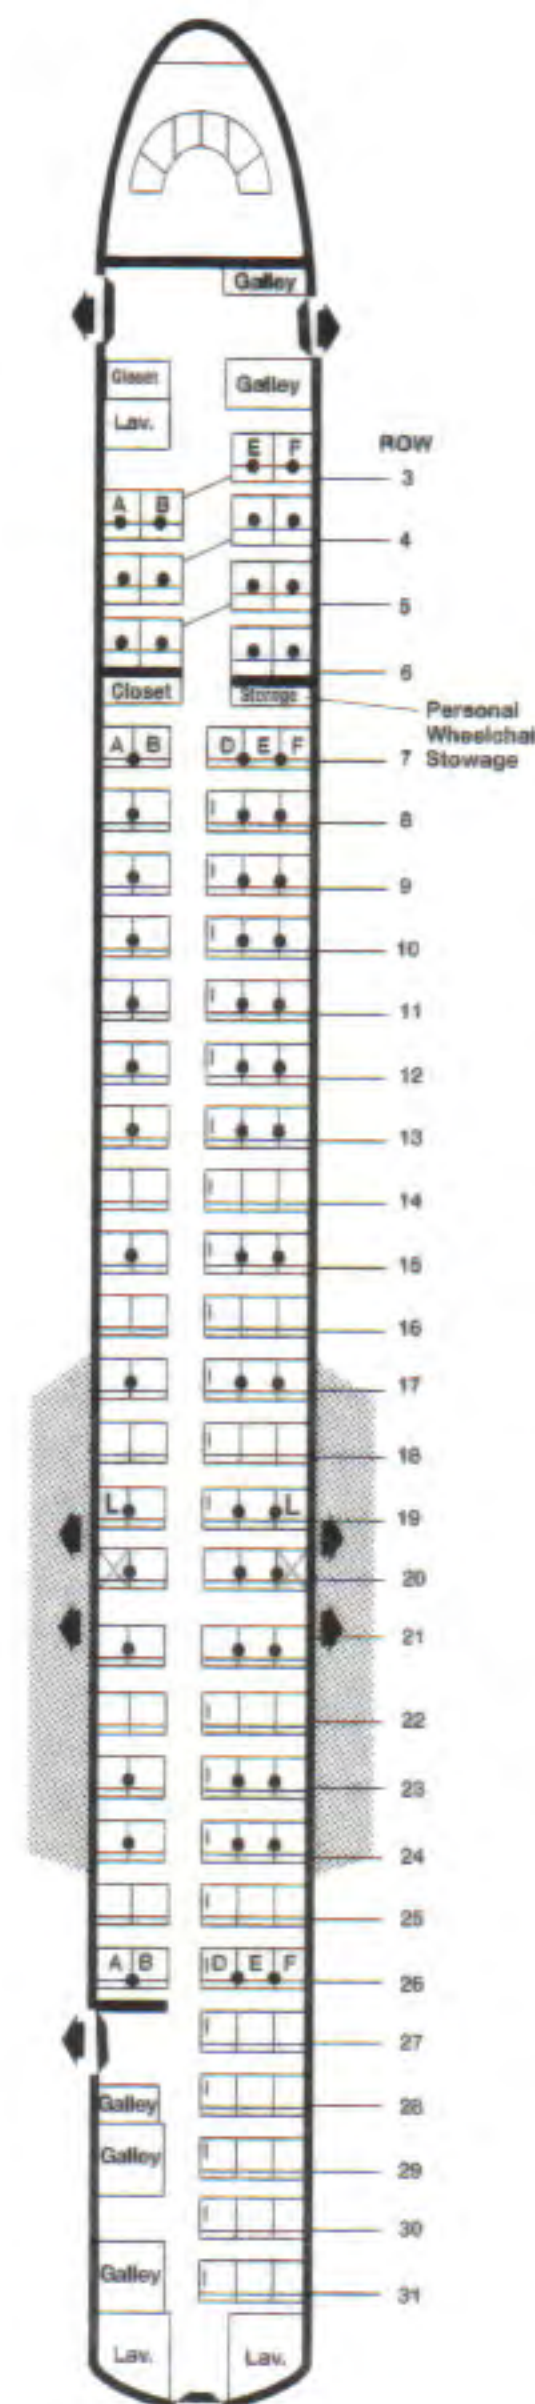 Galley
Closet
Galley
Lav.
E F
ROW
3
A B
4
5
6
Closet
Storage
Personal
Wheelchai
Stowage
A B
D E F
7
8
9
10
11
12
13
14
15
16
17
18
L
L
19
20
21
22
23
24
25
A B
D E F
26
27
28
Galley
Galley
29
30
Galley
31
Lav.
Lav.